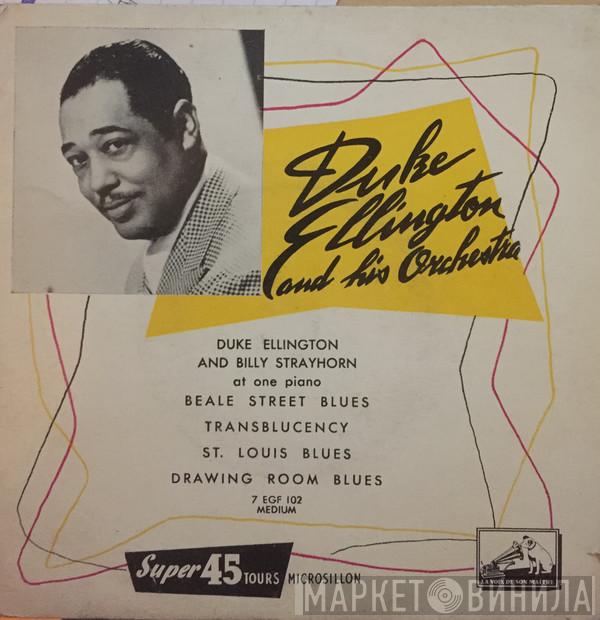 Duke
Ellington
and his Orchestra
DUKE ELLINGTON
AND BILLY STRAYHORN
at one piano
BEALE STREET BLUES
TRANSBLUCENCY
ST. LOUIS BLUES
DRAWING ROOM BLUES
7 EGF 102
MEDIUM
Super 45 TOURS MICROSILLON
LA VOIX DE SON MAITRE
МАРКЕТ ВИНИЛА